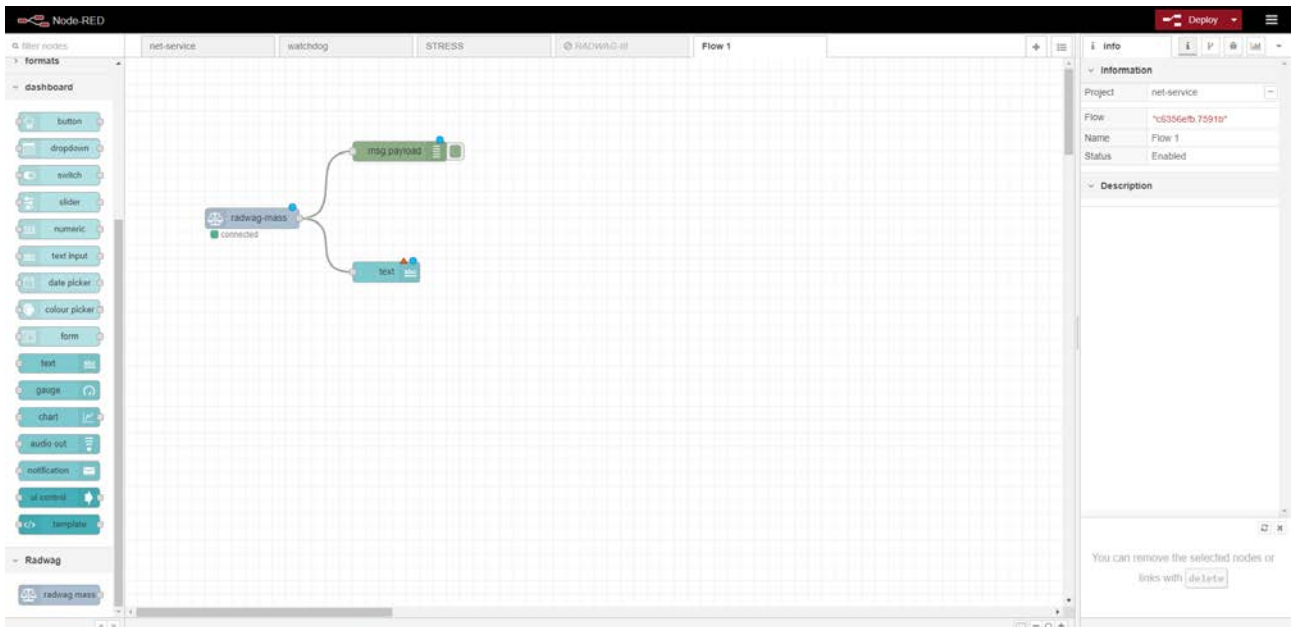 Node-RED
Deploy
filter nodes
net-service
watchdog
STRESS
Flow 1
info
i
formats
dashboard
button
dropdown
switch
slider
numeric
text input
abc
date picker
colour picker
form
text
abc
gauge
chart
audio out
notification
ui control
</> template
Radwag
radwag mass
msg.payload
radwag-mass
connected
text
abc
Information
Project net-service
Flow "c6356efb.7591b"
Name Flow 1
Status Enabled
Description
You can remove the selected nodes or
links with delete